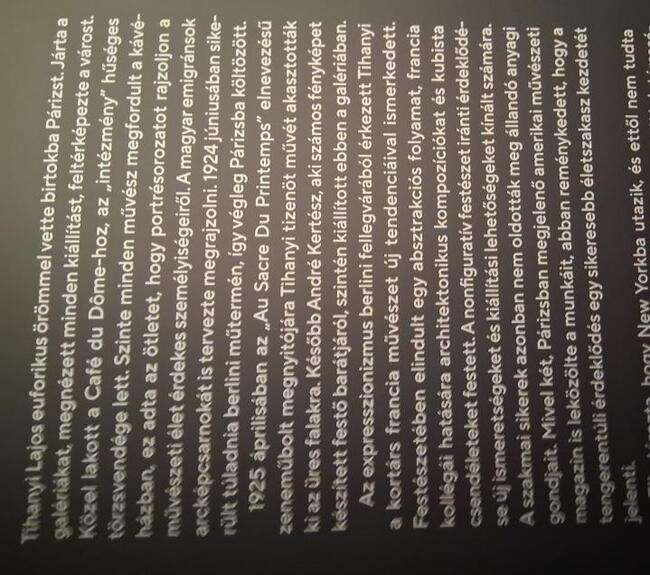 Tihanyi Lajos euforikus örömmel vette birtokba Párizst. Járta a
galériákat, megnézett minden kiállítást, feltérképezte a várost.
Közel lakott a Café du Dôme-hoz, az „intézmény” hűséges
törzsvendége lett. Szinte minden művész megfordult a kávé-
házban, ez adta az ötletet, hogy portrésorozatot rajzoljon a
művészeti élet érdekes személyiségeiről. A magyar emigránsok
arcképcsarnokát is tervezte megrajzolni. 1924 júniusában sike-
rült túladnia berlini műtermén, így végleg Párizsba költözött.
1925 áprilisában az „Au Sacre Du Printemps” elnevezésű
zeneműbolt megnyitójára Tihanyi tizenöt művét akasztották
ki az üres falakra. Később André Kertész, aki számos fényképet
készített festő barátjáról, szintén kiállított ebben a galériában.
Az expresszionizmus berlini fellegvárából érkezett Tihanyi
a kortárs francia művészet új tendenciáival ismerkedett.
Festészetében elindult egy absztrakciós folyamat, francia
kollégái hatására architektonikus kompozíciókat és kubista
csendéleteket festett. A nonfiguratív festészet iránti érdeklődé-
se új ismeretségeket és kiállítási lehetőségeket kínált számára.
A szakmai sikerek azonban nem oldották meg állandó anyagi
gondjait. Mivel két, Párizsban megjelenő amerikai művészeti
magazin is leközölte a munkáit, abban reménykedett, hogy a
tengerentúli érdeklődés egy sikeresebb életszakasz kezdetét
jelenti.
hogy New Yorkba utazik, és ettől nem tudta